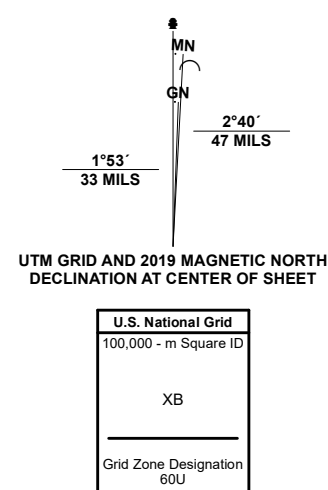 MN
GN
2°40´
47 MILS
1°53´
33 MILS
UTM GRID AND 2019 MAGNETIC NORTH
DECLINATION AT CENTER OF SHEET
U.S. National Grid
100,000 - m Square ID
XB
Grid Zone Designation
60U